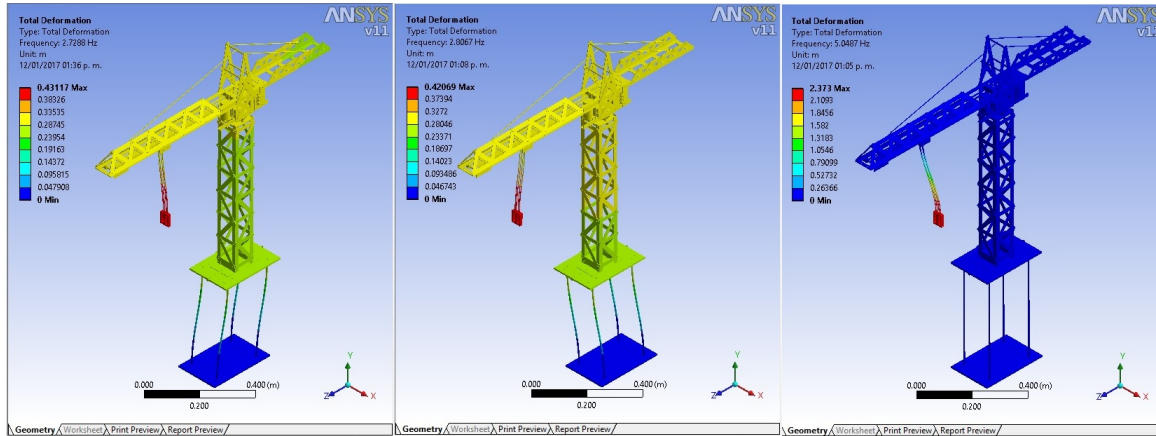 Total Deformation
Type: Total Deformation
Frequency: 2.7288 Hz
Unit: m
12/01/2017 01:36 p. m.
0.43117 Max
0.38326
0.33535
0.28745
0.23954
0.19163
0.14372
0.095815
0.047908
0 Min
ANSYS
v11
0.000
0.400 (m)
0.200
Y
Z
X
Geometry
Worksheet
Print Preview
Report Preview
Total Deformation
Type: Total Deformation
Frequency: 2.8067 Hz
Unit: m
12/01/2017 01:08 p. m.
0.42069 Max
0.37394
0.3272
0.28046
0.23371
0.18697
0.14023
0.093486
0.046743
0 Min
ANSYS
v11
0.000
0.400 (m)
0.200
Y
Z
X
Geometry
Worksheet
Print Preview
Report Preview
Total Deformation
Type: Total Deformation
Frequency: 5.0487 Hz
Unit: m
12/01/2017 01:05 p. m.
2.373 Max
2.1093
1.8456
1.582
1.3183
1.0546
0.79099
0.52732
0.26366
0 Min
ANSYS
0.000
0.400 (m)
0.200
Y
Z
X
Geometry
Worksheet
Print Preview
Report Preview